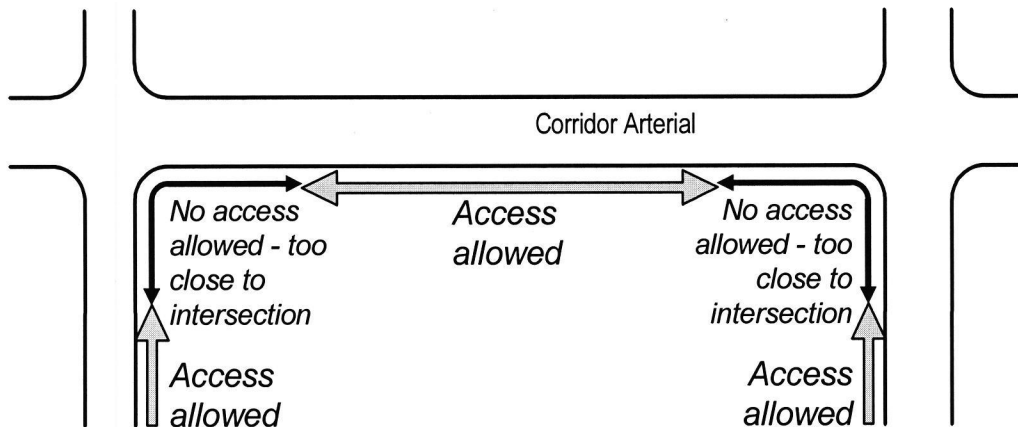 Corridor Arterial
No access
allowed - too
close to
intersection
Access
allowed
No access
allowed - too
close to
intersection
Access
allowed
Access
allowed